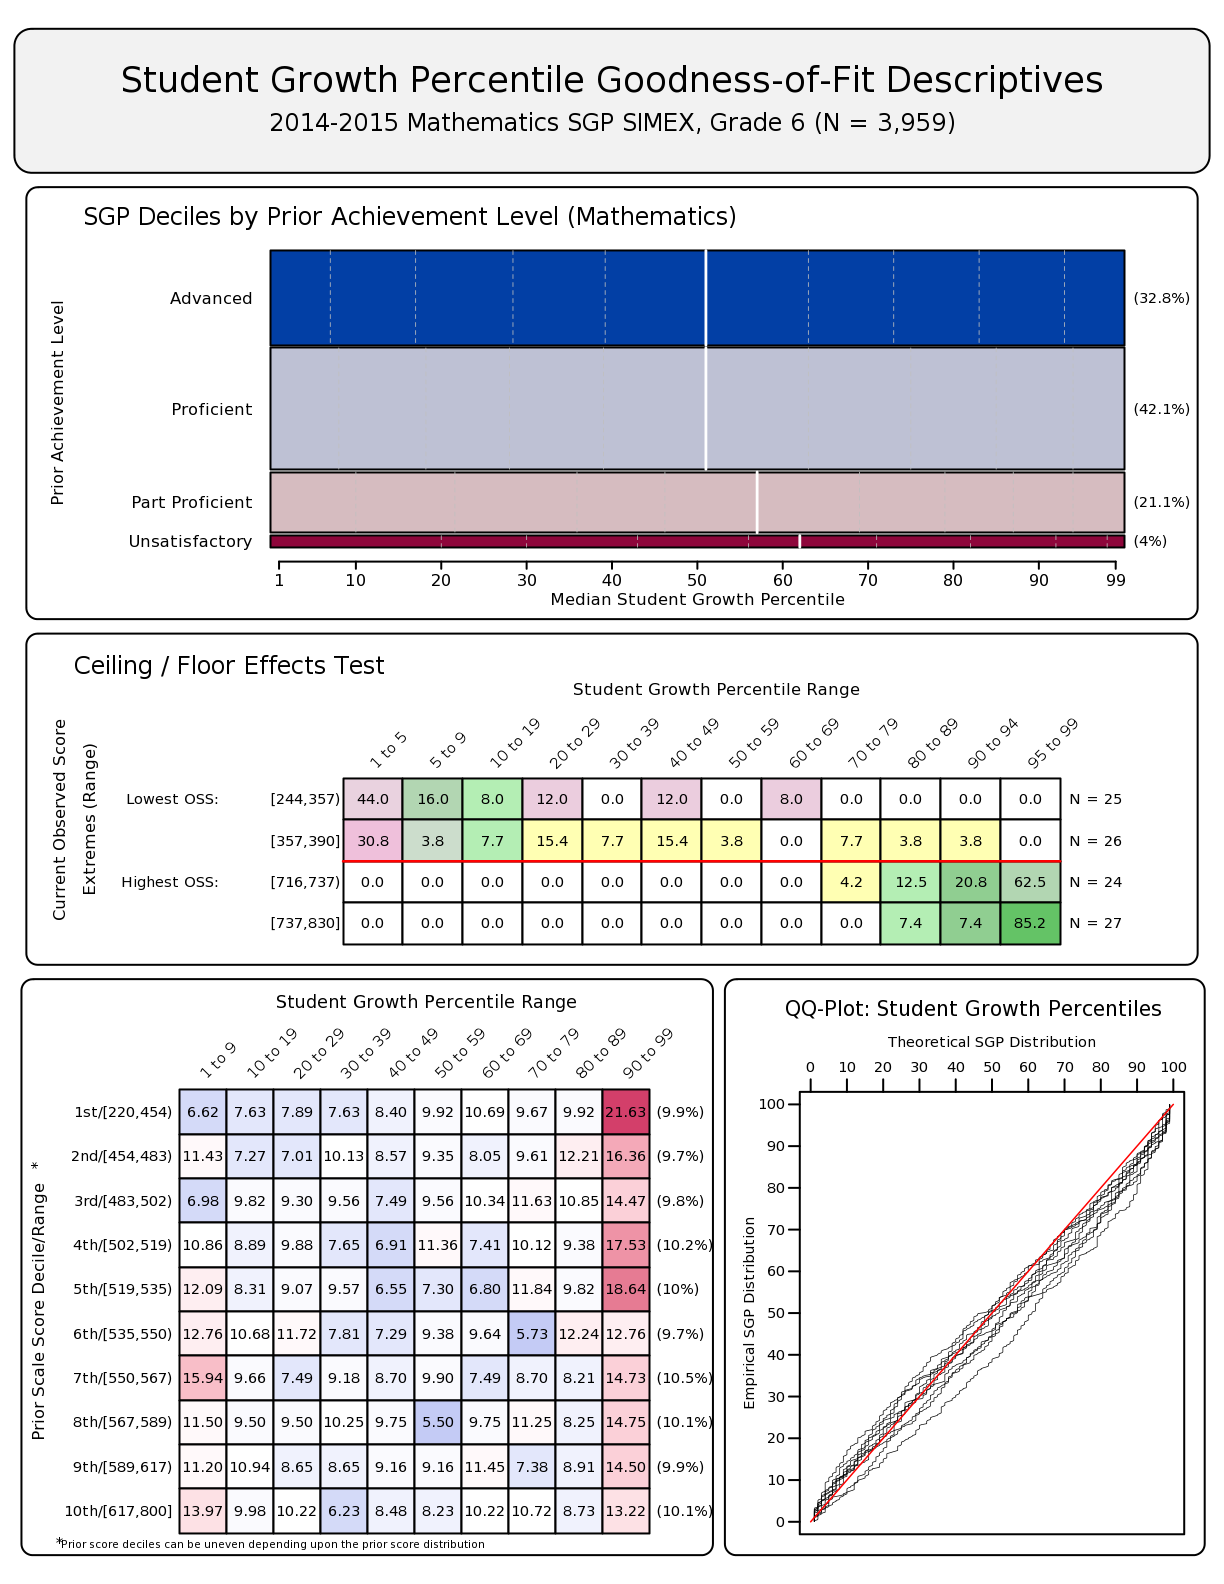 Student Growth Percentile Goodness-of-Fit Descriptives
2014-2015 Mathematics SGP SIMEX, Grade 6 (N = 3,959)
SGP Deciles by Prior Achievement Level (Mathematics)
Prior Achievement Level
Advanced (32.8%)
Proficient (42.1%)
Part Proficient (21.1%)
Unsatisfactory (4%)
1 10 20 30 40 50 60 70 80 90 99
Median Student Growth Percentile
Ceiling / Floor Effects Test
Student Growth Percentile Range
Current Observed Score
Extremes (Range)
1 to 5 5 to 9 10 to 19 20 to 29 30 to 39 40 to 49 50 to 59 60 to 69 70 to 79 80 to 89 90 to 94 95 to 99
Lowest OSS: [244,357) 44.0 16.0 8.0 12.0 0.0 12.0 0.0 8.0 0.0 0.0 0.0 0.0 N = 25
[357,390] 30.8 3.8 7.7 15.4 7.7 15.4 3.8 0.0 7.7 3.8 3.8 0.0 N = 26
Highest OSS: [716,737) 0.0 0.0 0.0 0.0 0.0 0.0 0.0 0.0 4.2 12.5 20.8 62.5 N = 24
[737,830] 0.0 0.0 0.0 0.0 0.0 0.0 0.0 0.0 0.0 7.4 7.4 85.2 N = 27
Student Growth Percentile Range
Prior Scale Score Decile/Range *
1 to 9 10 to 19 20 to 29 30 to 39 40 to 49 50 to 59 60 to 69 70 to 79 80 to 89 90 to 99
1st/[220,454) 6.62 7.63 7.89 7.63 8.40 9.92 10.69 9.67 9.92 21.63 (9.9%)
2nd/[454,483) 11.43 7.27 7.01 10.13 8.57 9.35 8.05 9.61 12.21 16.36 (9.7%)
3rd/[483,502) 6.98 9.82 9.30 9.56 7.49 9.56 10.34 11.63 10.85 14.47 (9.8%)
4th/[502,519) 10.86 8.89 9.88 7.65 6.91 11.36 7.41 10.12 9.38 17.53 (10.2%)
5th/[519,535) 12.09 8.31 9.07 9.57 6.55 7.30 6.80 11.84 9.82 18.64 (10%)
6th/[535,550) 12.76 10.68 11.72 7.81 7.29 9.38 9.64 5.73 12.24 12.76 (9.7%)
7th/[550,567) 15.94 9.66 7.49 9.18 8.70 9.90 7.49 8.70 8.21 14.73 (10.5%)
8th/[567,589) 11.50 9.50 9.50 10.25 9.75 5.50 9.75 11.25 8.25 14.75 (10.1%)
9th/[589,617) 11.20 10.94 8.65 8.65 9.16 9.16 11.45 7.38 8.91 14.50 (9.9%)
10th/[617,800] 13.97 9.98 10.22 6.23 8.48 8.23 10.22 10.72 8.73 13.22 (10.1%)
*Prior score deciles can be uneven depending upon the prior score distribution
QQ-Plot: Student Growth Percentiles
Theoretical SGP Distribution
0 10 20 30 40 50 60 70 80 90 100
Empirical SGP Distribution
100
90
80
70
60
50
40
30
20
10
0